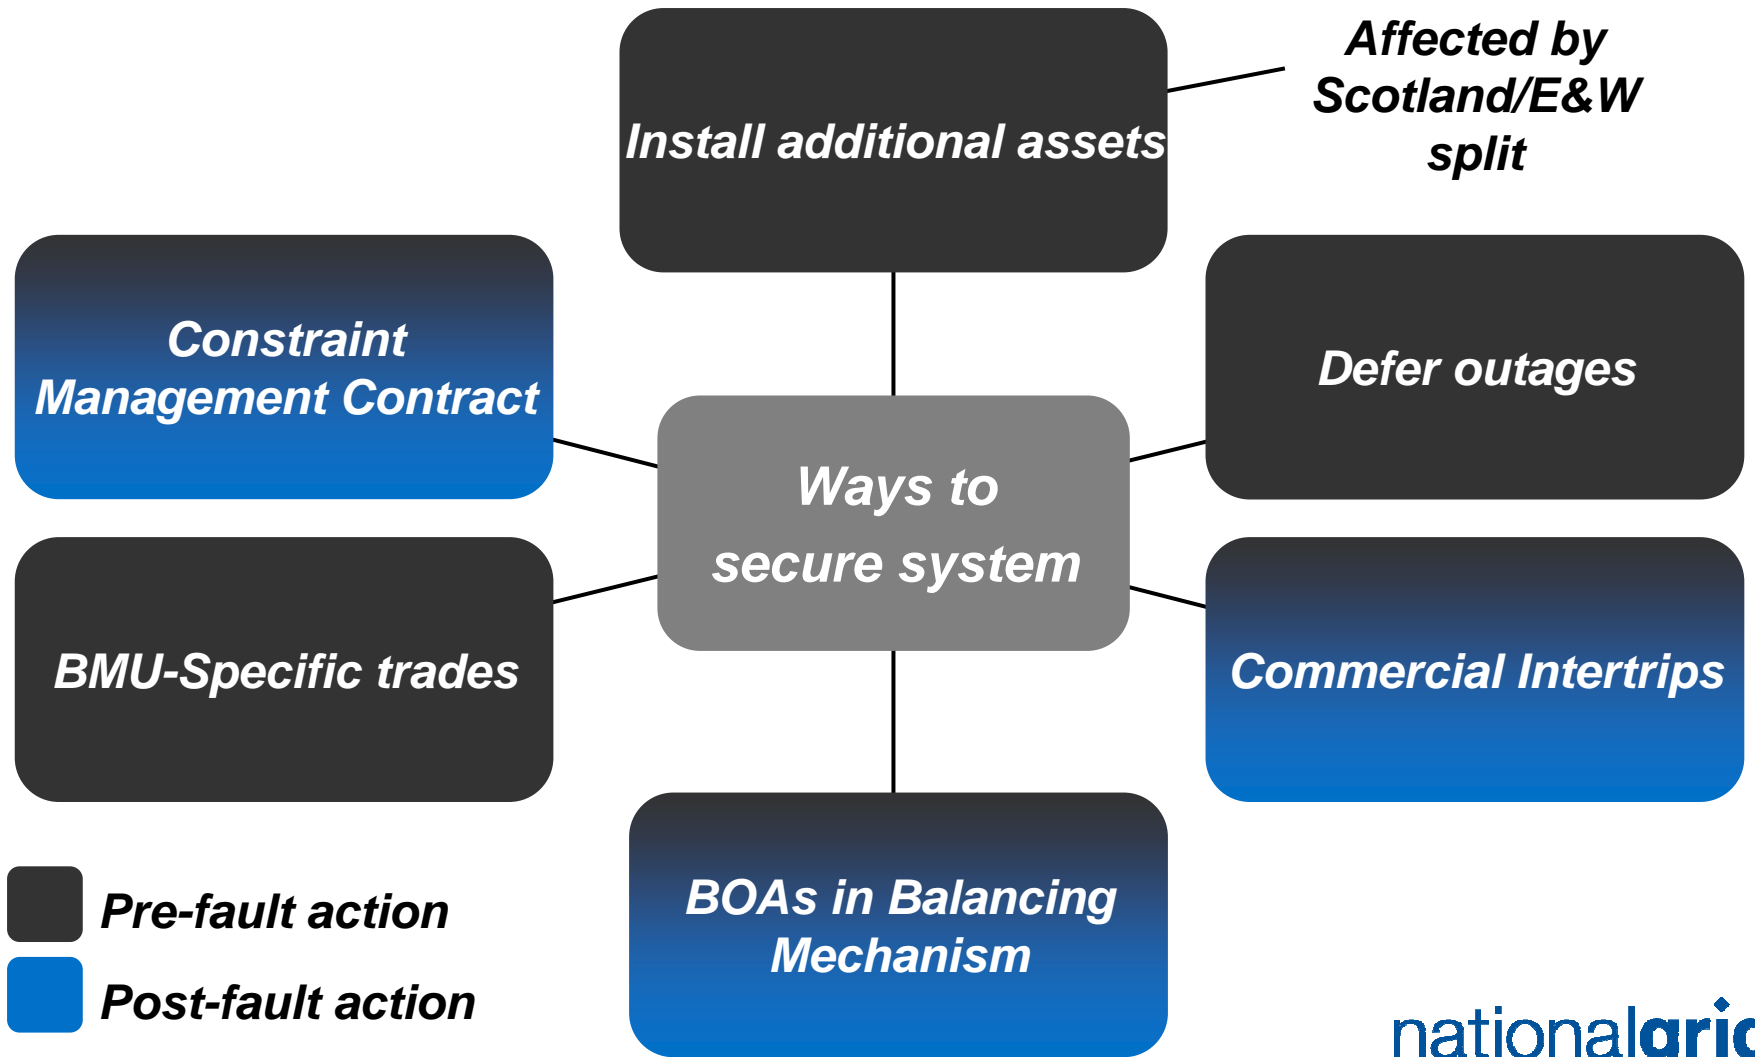 Affected by
Scotland/E&W
split
Install additional assets
Constraint
Management Contract
Defer outages
Ways to
secure system
BMU-Specific trades
Commercial Intertrips
BOAs in Balancing
Mechanism
Pre-fault action
Post-fault action